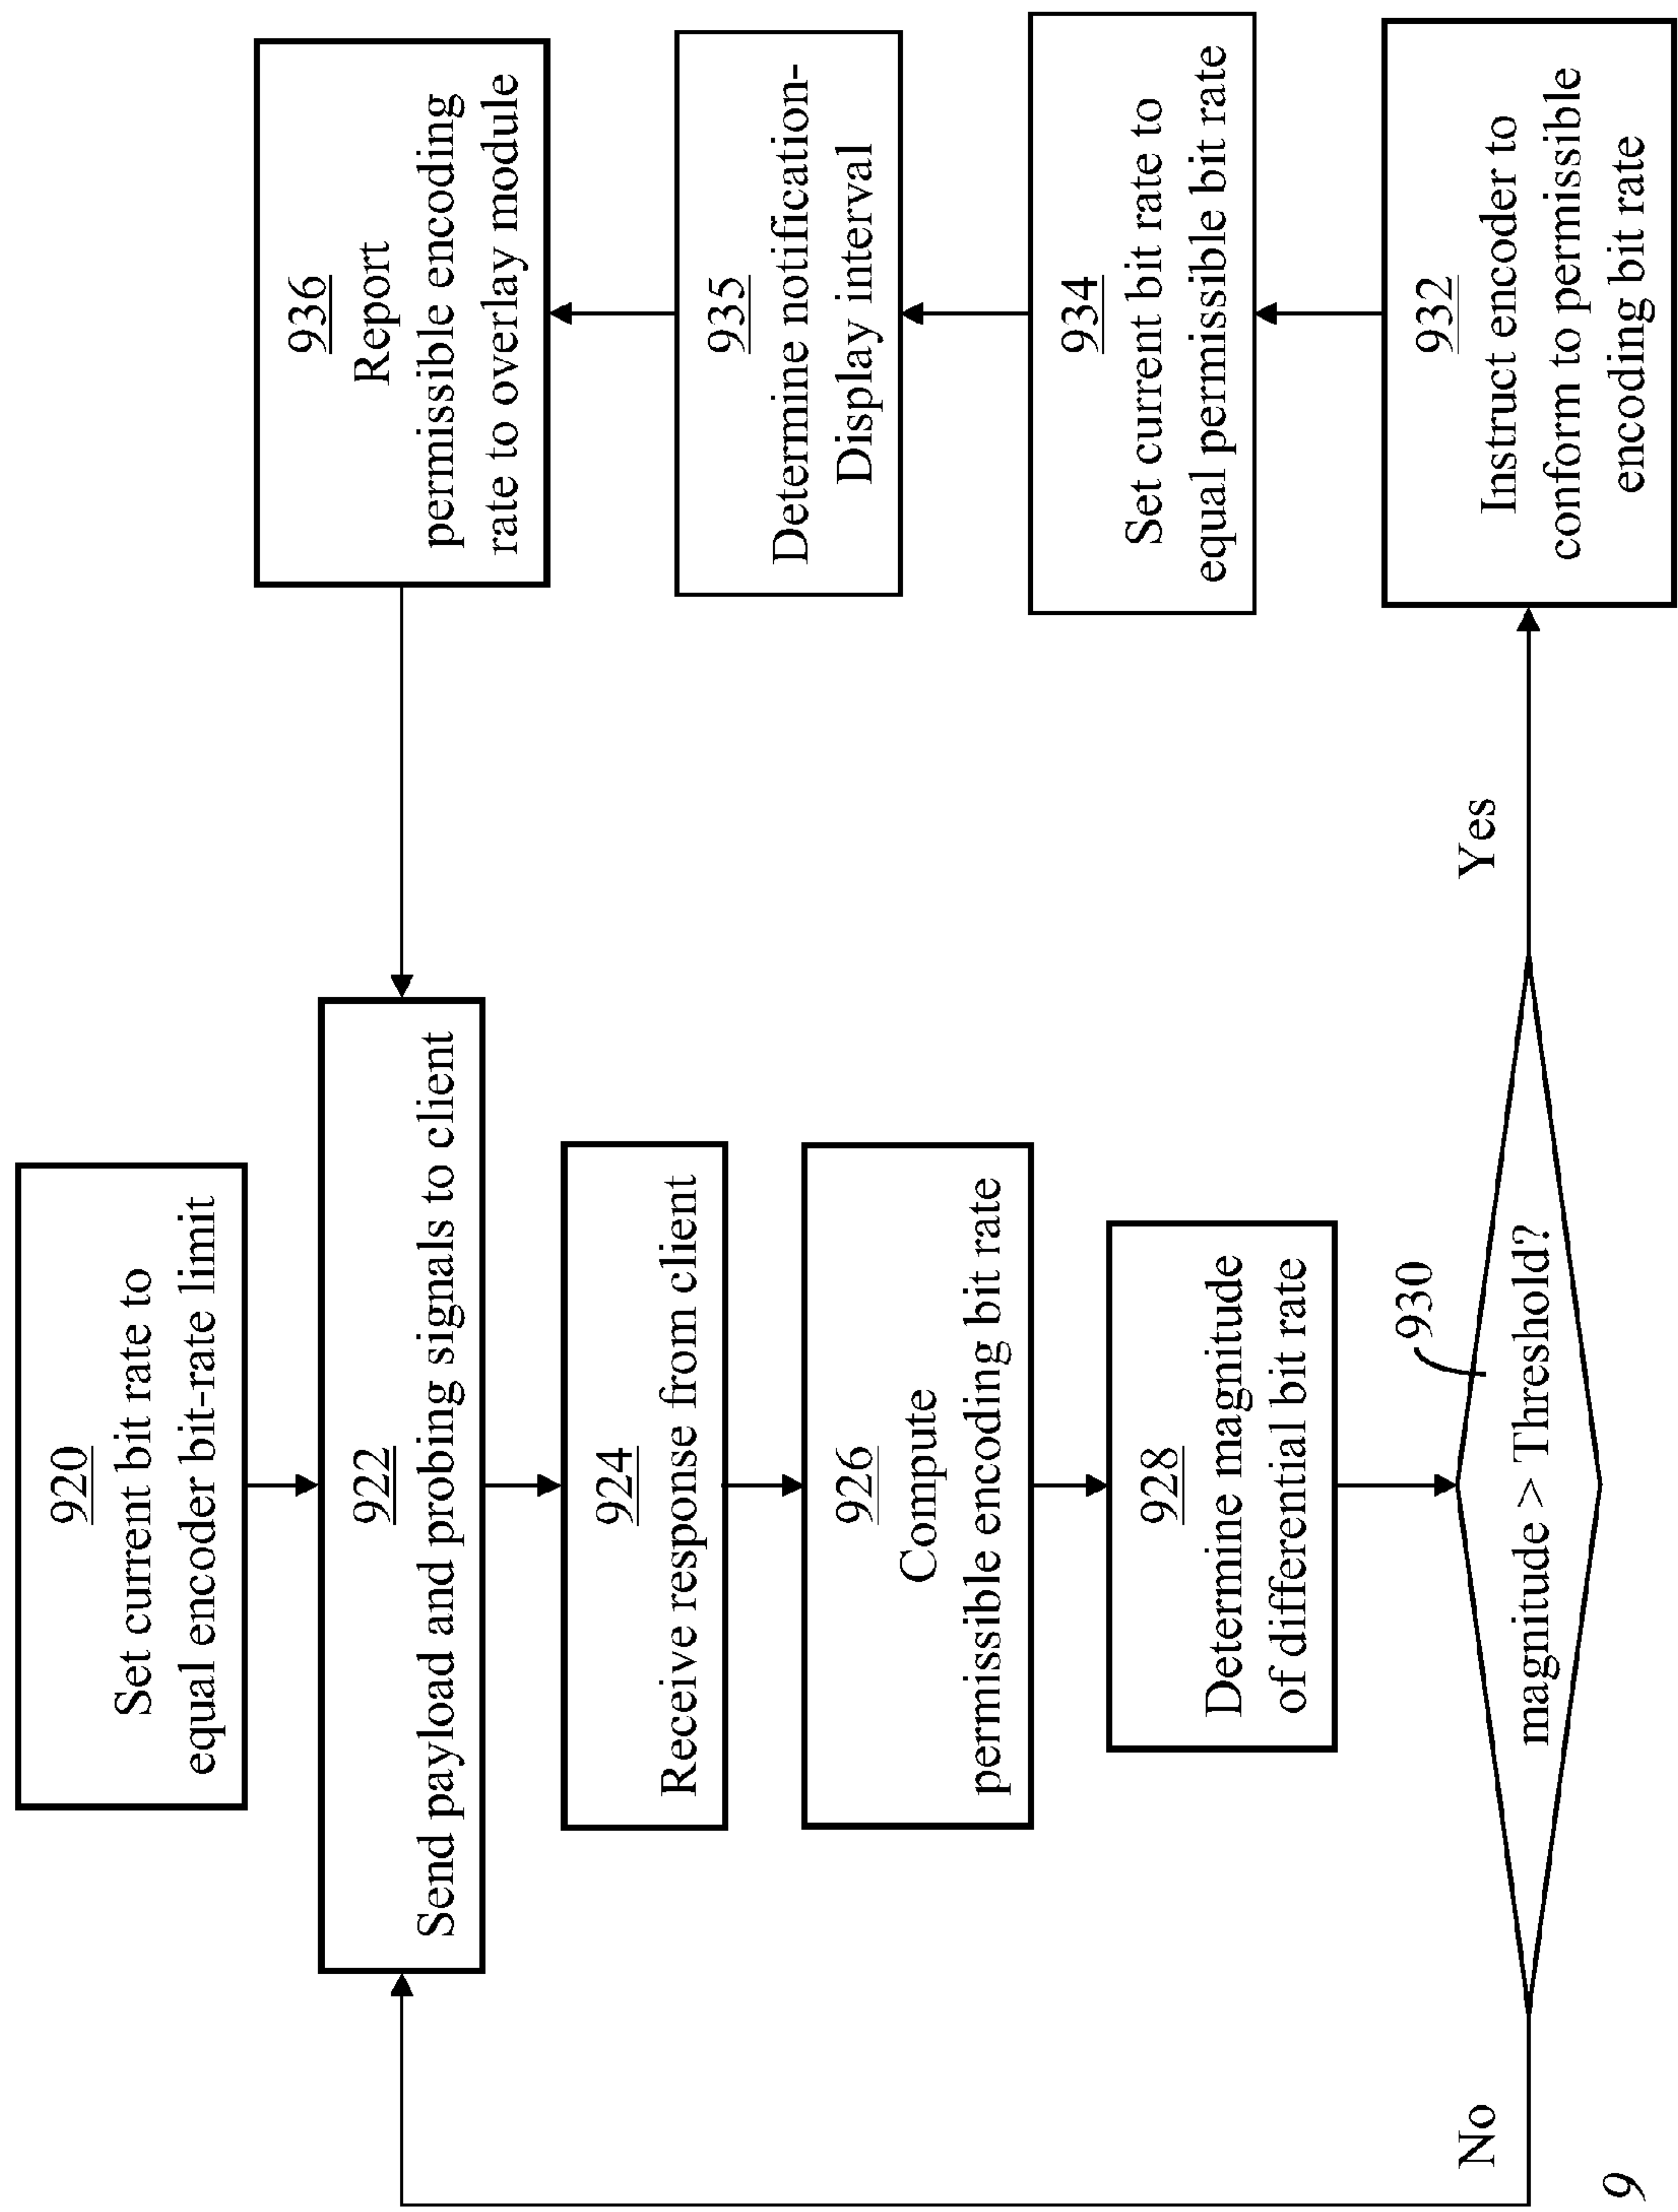 920
Set current bit rate to
equal encoder bit-rate limit
922
Send payload and probing signals to client
924
Receive response from client
926
Compute
permissible encoding bit rate
928
Determine magnitude
of differential bit rate
930
magnitude > Threshold?
No
Yes
932
Instruct encoder to
conform to permissible
encoding bit rate
934
Set current bit rate to
equal permissible bit rate
935
Determine notification-
Display interval
936
Report
permissible encoding
rate to overlay module
9